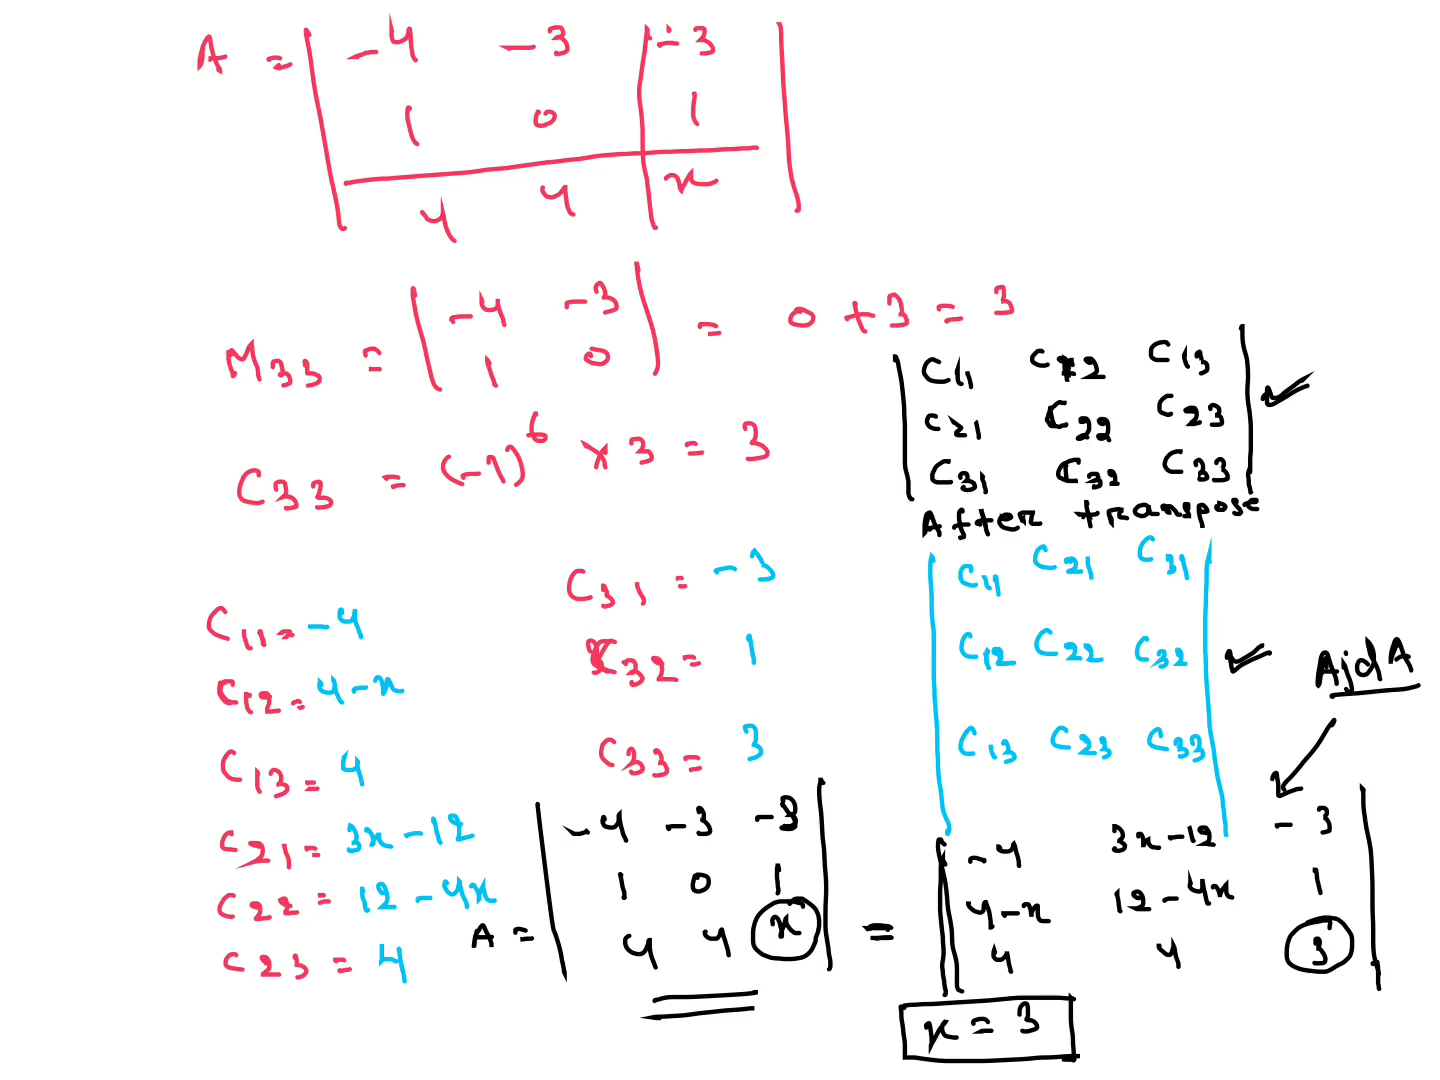 A = | -4 -3 -3 |
1 0 1
4 4 x
M33 = | -4 -3 | = 0 + 3 = 3
1 0
C33 = (-1)^6 × 3 = 3
C11 C12 C13
C21 C22 C23
C31 C32 C33
After transpose
C11 C21 C31
C12 C22 C32
C13 C23 C33
AjdA
C11 = -4
C12 = 4-x
C13 = 4
C21 = 3x-12
C22 = 12-4x
C23 = 4
C31 = -3
C32 = 1
C33 = 3
A = | -4 -3 -3 | = | -4 3x-12 -3 |
1 0 1 4-x 12-4x 1
4 4 x 4 4 3
x = 3